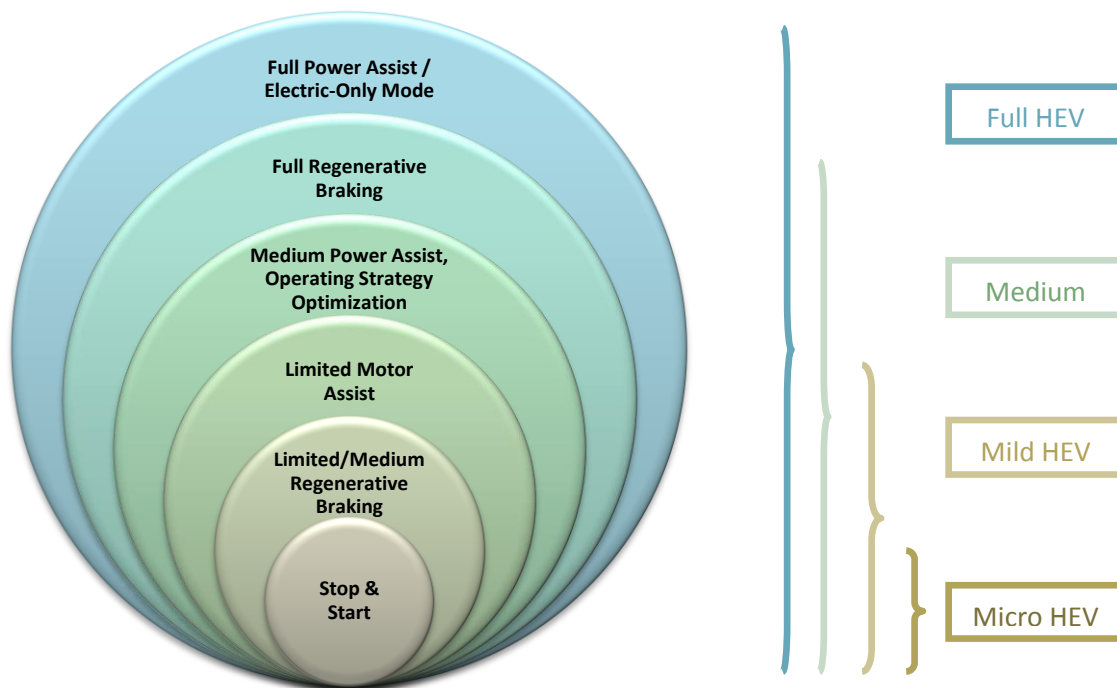 Full Power Assist /
Electric-Only Mode
Full Regenerative
Braking
Medium Power Assist,
Operating Strategy
Optimization
Limited Motor
Assist
Limited/Medium
Regenerative
Braking
Stop &
Start
Full HEV
Medium
Mild HEV
Micro HEV